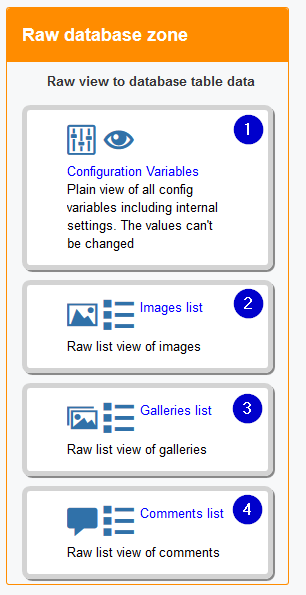 Raw database zone
Raw view to database table data
1
Configuration Variables
Plain view of all config
variables including internal
settings. The values can't
be changed
2
Images list
Raw list view of images
3
Galleries list
Raw list view of galleries
4
Comments list
Raw list view of comments